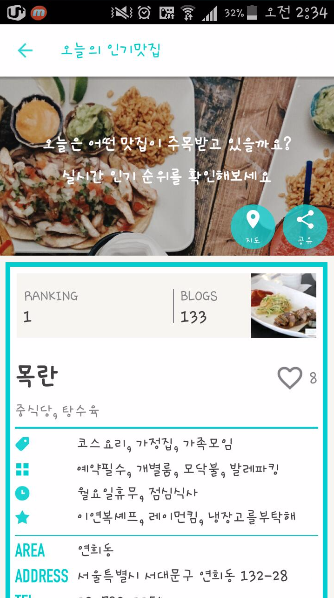 U+ m 32% 오전 2:34
오늘의 인기맛집
오늘은 어떤 맛집이 주목받고 있을까요?
실시간 인기 순위를 확인해보세요
지도 공유
RANKING BLOGS
1 133
목란 8
중식당, 탕수육
코스요리, 가정집, 가족모임
예약필수, 개별룸, 모닥불, 발레파킹
월요일휴무, 점심식사
이연복셰프, 레이먼킴, 냉장고를부탁해
AREA 연희동
ADDRESS 서울특별시 서대문구 연희동 132-28